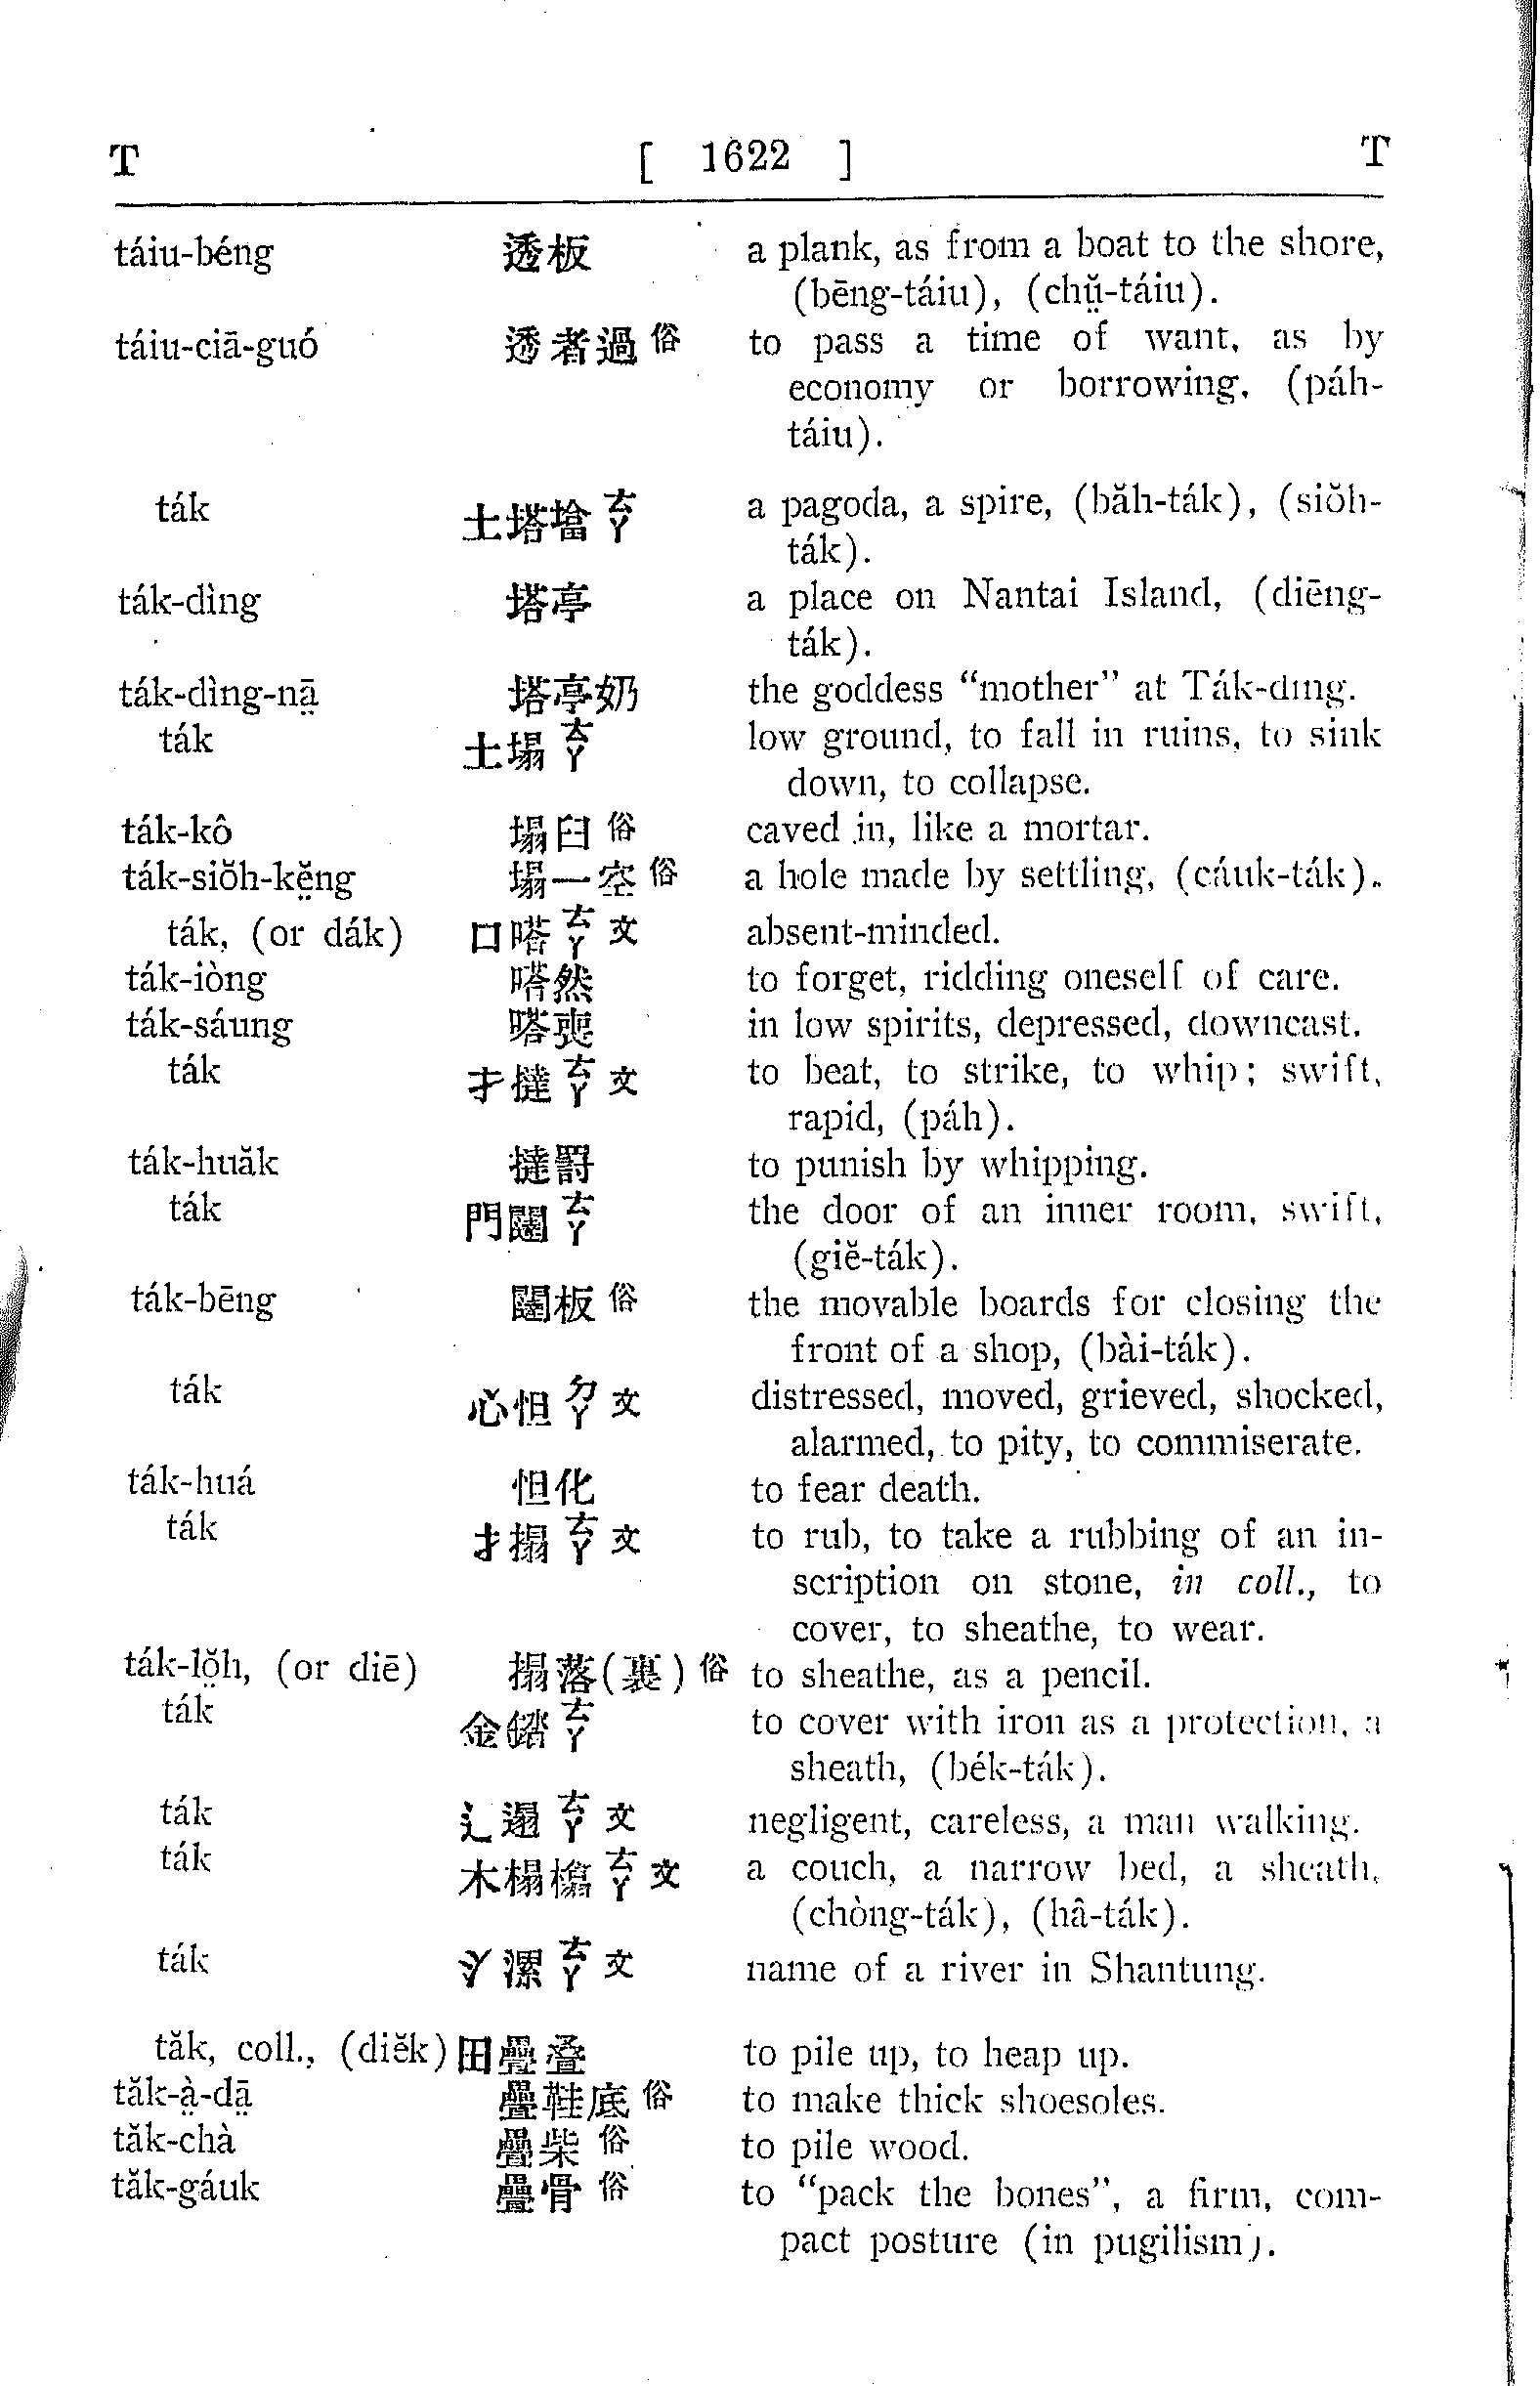 T [ 1622 ] T
táiu-béng 透板 a plank, as from a boat to the shore,
(bēng-táiu), (chṳ̆-táiu).
táiu-ciā-guó 透者過 俗 to pass a time of want, as by
economy or borrowing, (páh-
táiu).
ták 土塔墖 ㄊㄚ a pagoda, a spire, (băh-ták), (siŏh-
ták).
ták-dìng 塔亭 a place on Nantai Island, (diēng-
ták).
ták-dìng-nā̤ 塔亭奶 the goddess “mother” at Ták-ding.
ták 土塌 ㄊㄚ low ground, to fall in ruins, to sink
down, to collapse.
ták-kô 塌臼 俗 caved in, like a mortar.
ták-siŏh-kĕ̤ng 塌一空 俗 a hole made by settling, (cáuk-ták).
ták, (or dák) 口嗒 ㄊㄚ 文 absent-minded.
ták-iòng 嗒然 to forget, ridding oneself of care.
ták-sáung 嗒喪 in low spirits, depressed, downcast.
ták 才撻 ㄊㄚ 文 to beat, to strike, to whip; swift,
rapid, (páh).
ták-huăk 撻罰 to punish by whipping.
ták 門闥 ㄊㄚ the door of an inner room, swift,
(giĕ-ták).
ták-bēng 闥板 俗 the movable boards for closing the
front of a shop, (bài-ták).
ták 心怛 ㄉㄚ 文 distressed, moved, grieved, shocked,
alarmed, to pity, to commiserate.
ták-huá 怛化 to fear death.
ták 扌搨 ㄊㄚ 文 to rub, to take a rubbing of an in-
scription on stone, in coll., to
cover, to sheathe, to wear.
ták-lŏ̤h, (or diē) 搨落(裏) 俗 to sheathe, as a pencil.
ták 金錔 ㄊㄚ to cover with iron as a protection, a
sheath, (bék-ták).
ták 辶遢 ㄊㄚ 文 negligent, careless, a man walking.
ták 木榻㯓 ㄊㄚ 文 a couch, a narrow bed, a sheath,
(chòng-ták), (hâ-ták).
ták 氵漯 ㄊㄚ 文 name of a river in Shantung.
tăk, coll., (diĕk) 田疊叠 to pile up, to heap up.
tăk-à̤-dā̤ 疊鞋底 俗 to make thick shoesoles.
tăk-chà 疊柴 俗 to pile wood.
tăk-gáuk 疊骨 俗 to “pack the bones”, a firm, com-
pact posture (in pugilism).